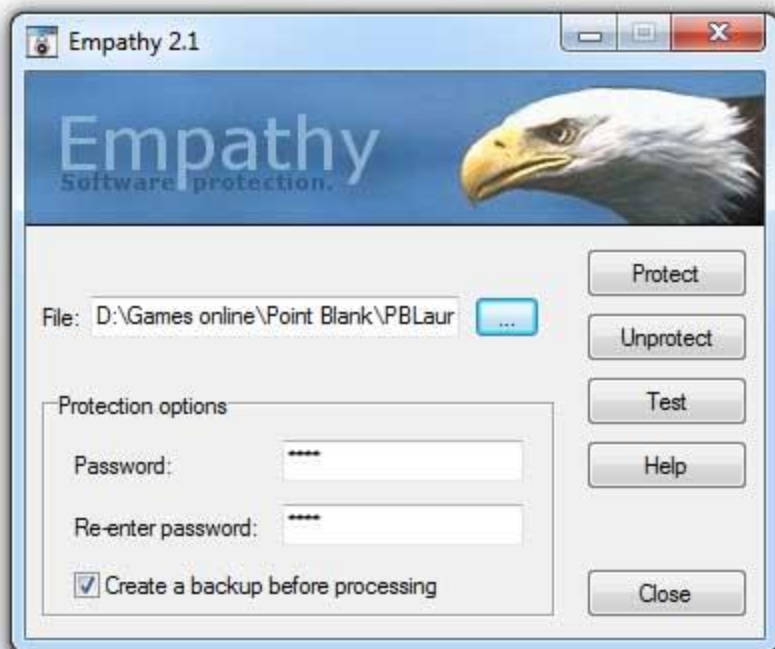 Empathy 2.1
Empathy
Software protection.
File: D:\Games online\Point Blank\PBLaur ...
Protect
Unprotect
Test
Help
Protection options
Password: ****
Re-enter password: ****
Create a backup before processing
Close